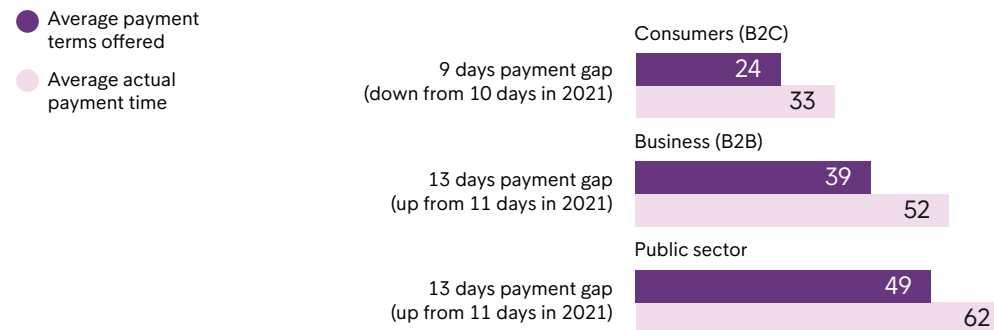 Average payment
terms offered
Average actual
payment time
Consumers (B2C)
9 days payment gap
(down from 10 days in 2021)
24
33
Business (B2B)
13 days payment gap
(up from 11 days in 2021)
39
52
Public sector
13 days payment gap
(up from 11 days in 2021)
49
62